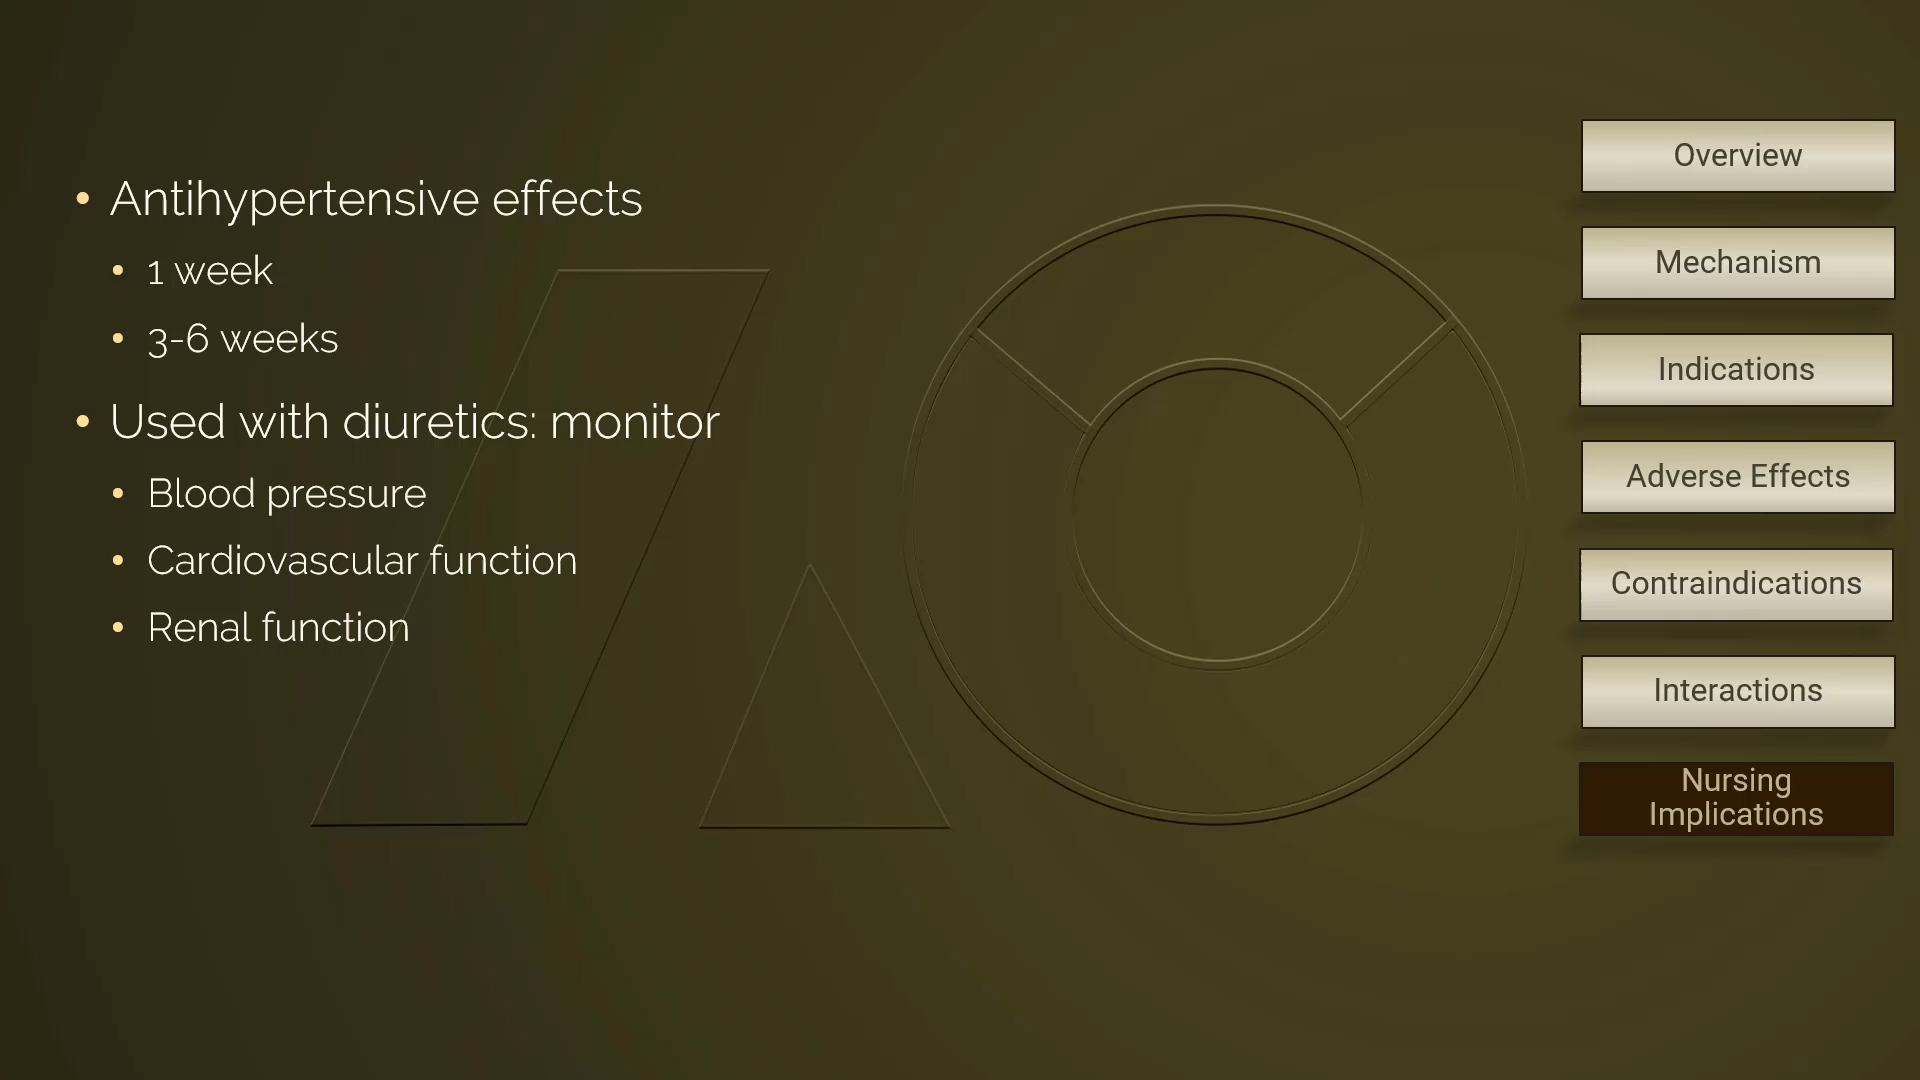 • Antihypertensive effects
• 1 week
• 3-6 weeks
• Used with diuretics: monitor
• Blood pressure
• Cardiovascular function
• Renal function
Overview
Mechanism
Indications
Adverse Effects
Contraindications
Interactions
Nursing
Implications